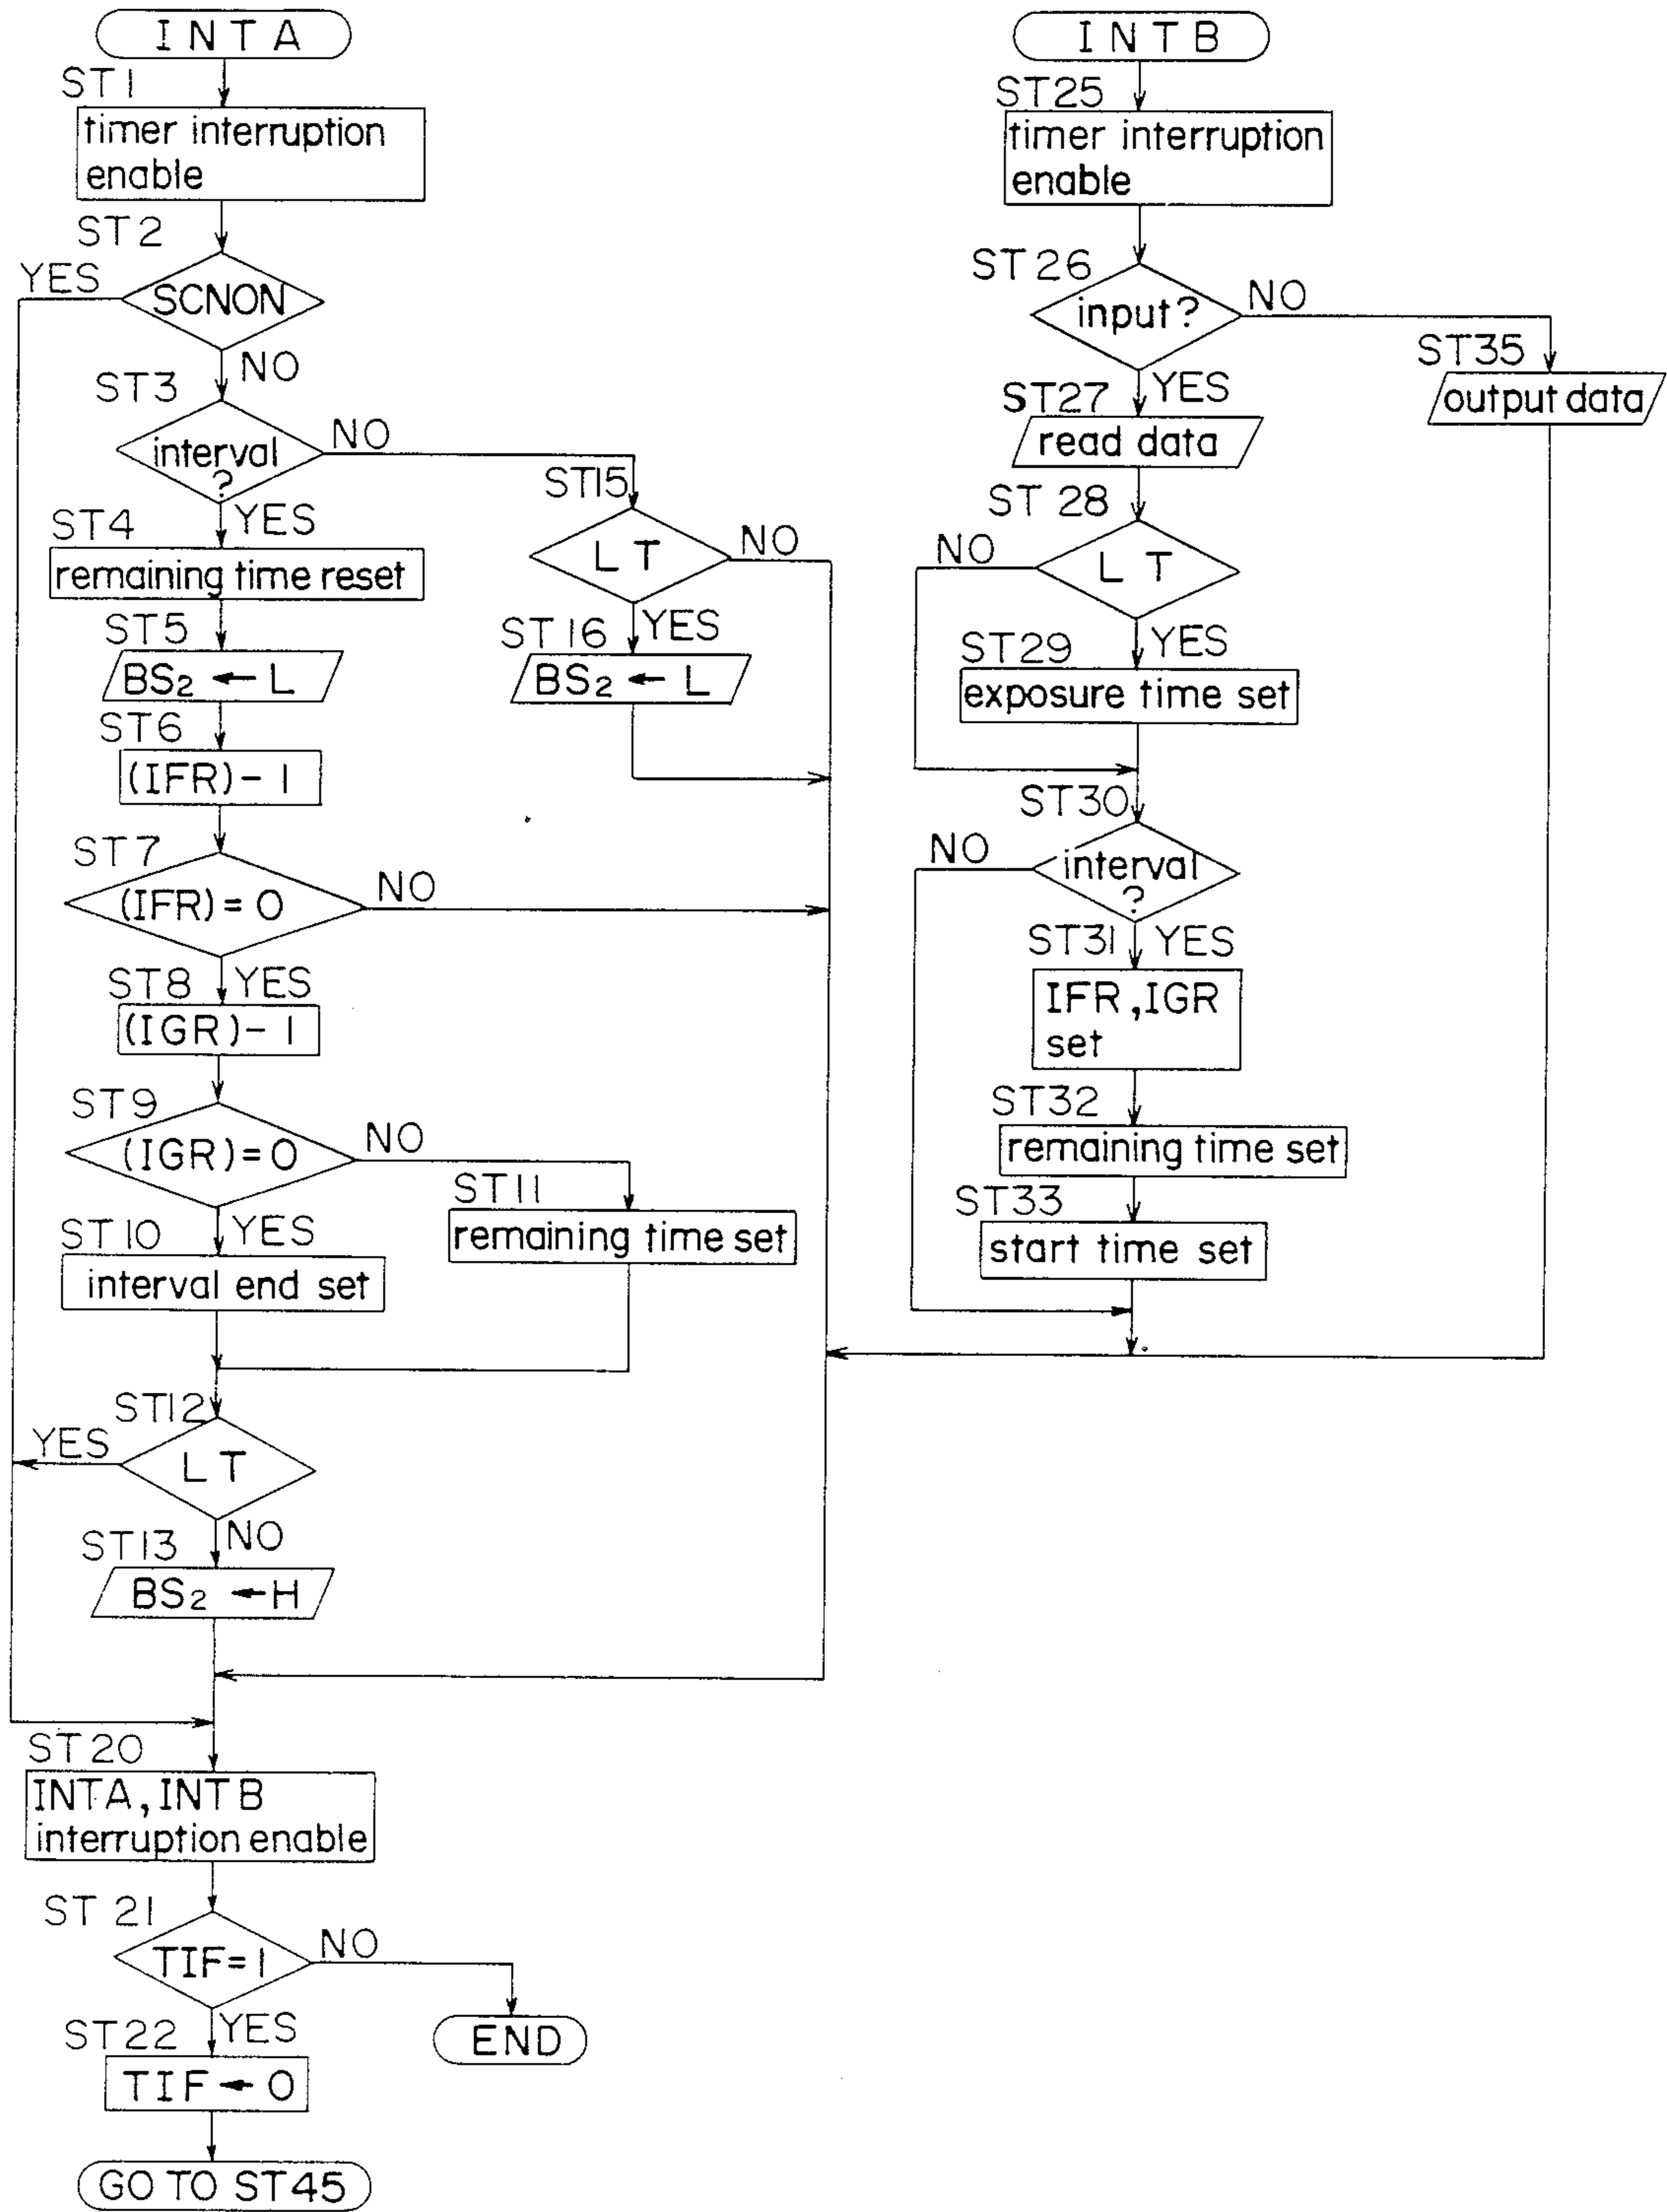 INTA
ST1
timer interruption
enable
ST2
YES
SCNON
NO
ST3
interval
?
NO
YES
ST4
remaining time reset
ST5
BS₂ ← L
ST6
(IFR)-1
ST7
(IFR)=0
NO
ST8
YES
(IGR)-1
ST9
(IGR)=0
NO
ST10
YES
interval end set
ST11
remaining time set
ST12
YES
LT
NO
ST13
BS₂ ← H
ST15
LT
NO
ST16
YES
BS₂ ← L
ST20
INTA, INTB
interruption enable
ST21
TIF=1
NO
END
ST22
YES
TIF ← 0
GO TO ST45
INTB
ST25
timer interruption
enable
ST26
input?
NO
ST35
output data
ST27
YES
read data
ST28
NO
LT
ST29
YES
exposure time set
ST30
NO
interval
?
ST31
YES
IFR, IGR
set
ST32
remaining time set
ST33
start time set